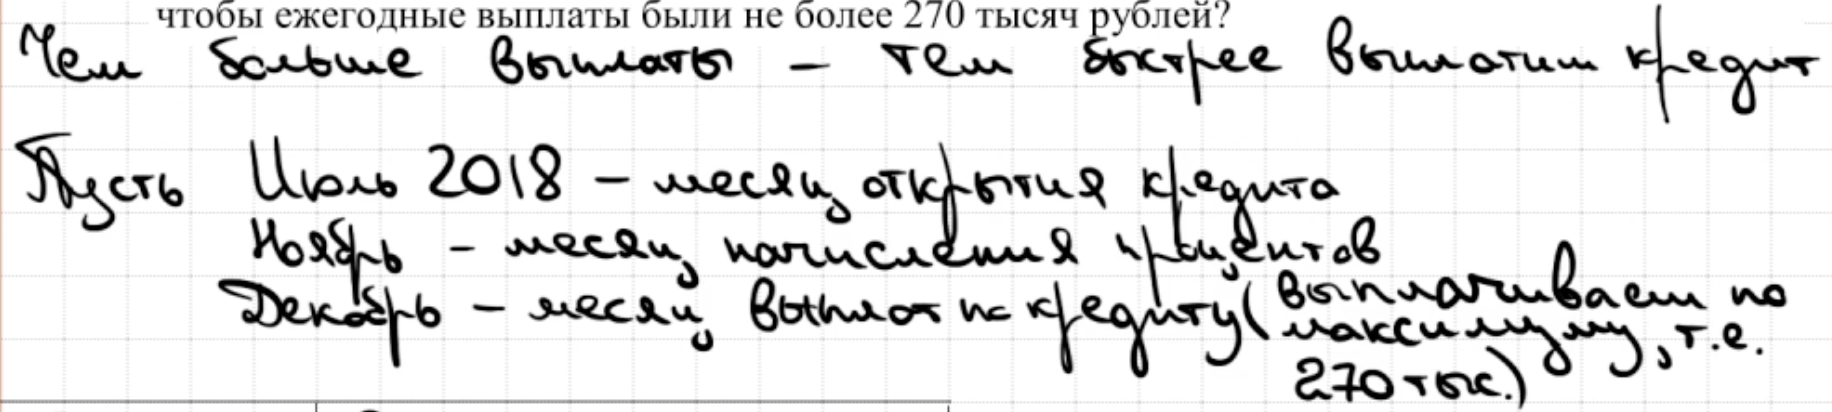 чтобы ежегодные выплаты были не более 270 тысяч рублей?
Чем больше выплаты – тем быстрее выплатим кредит
Пусть Июль 2018 – месяц открытия кредита
Ноябрь – месяц начисления процентов
Декабрь – месяц выплат по кредиту (выплачиваем по
максимуму, т.е.
270 тыс.)